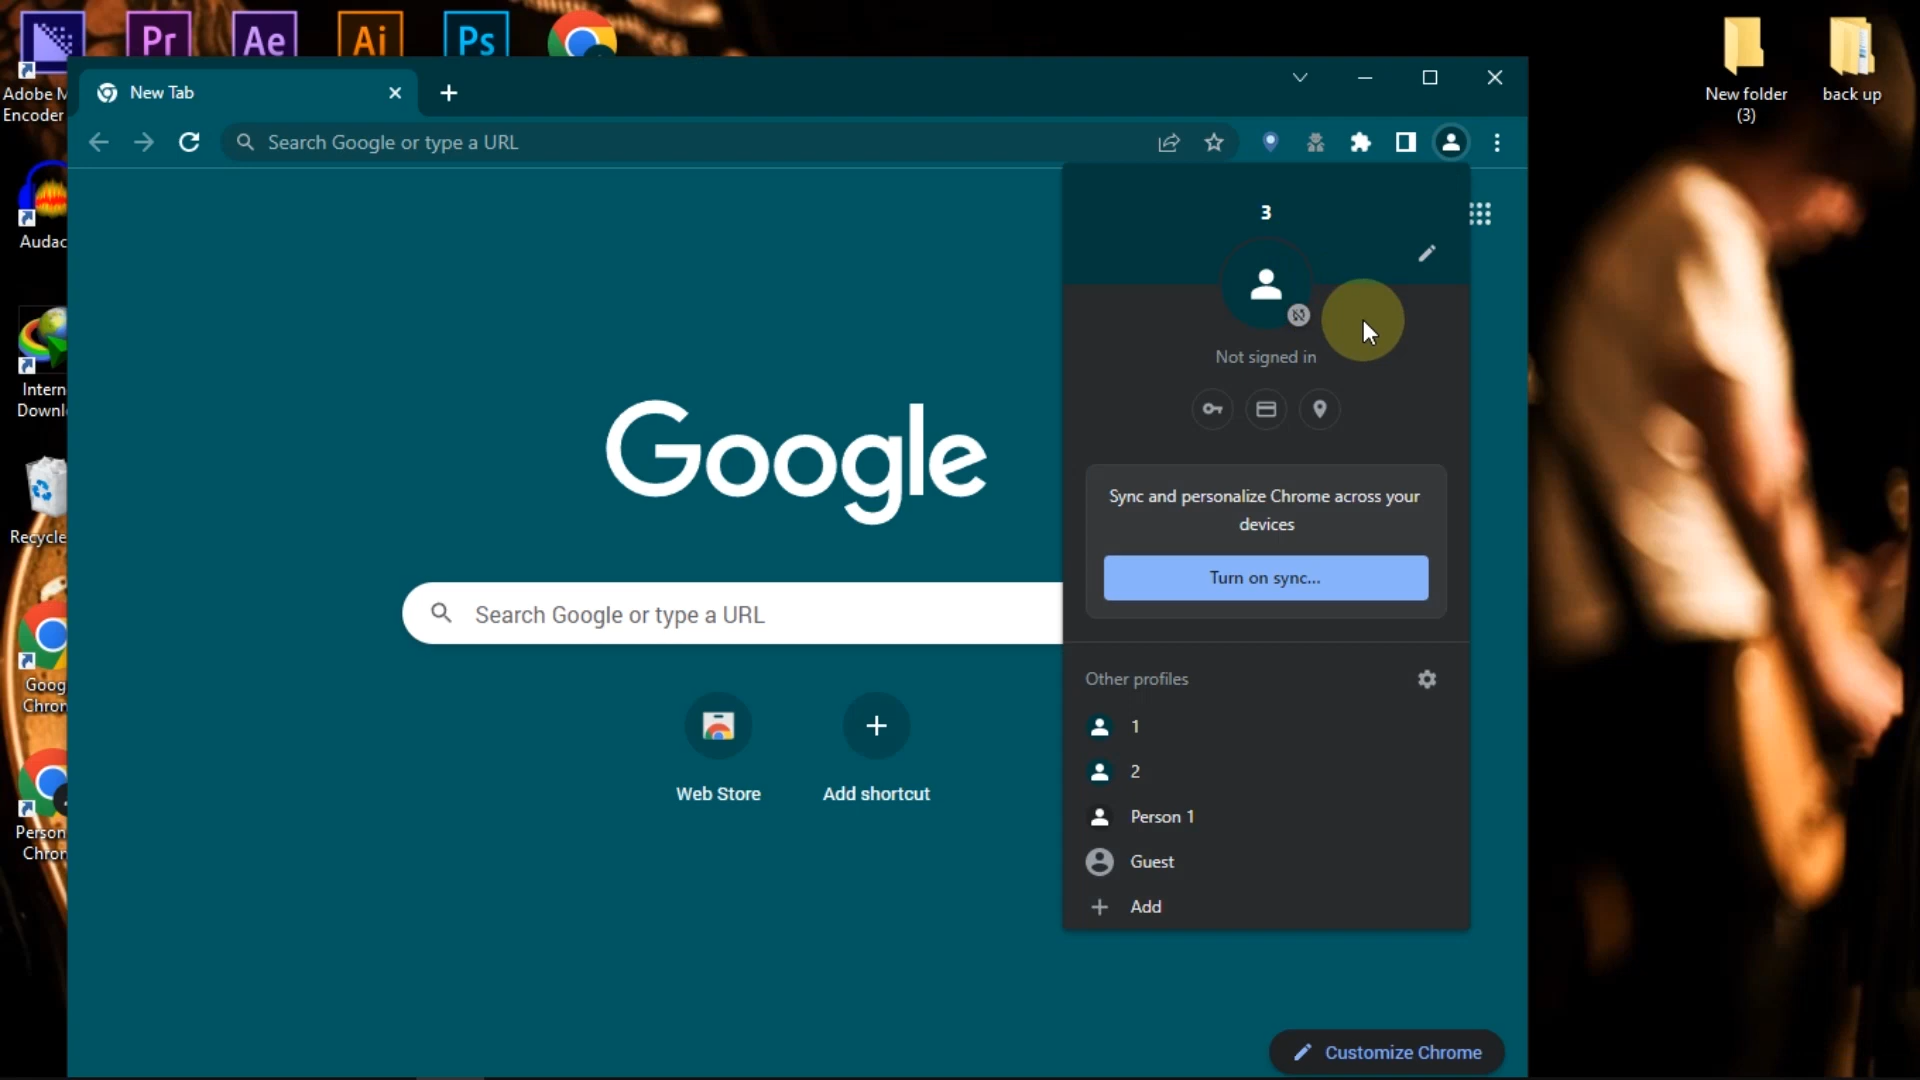 Pr
Ae
Ai
Ps
Adobe M
Encoder
New folder
(3)
back up
New Tab
Search Google or type a URL
3
Audac
Not signed in
Intern
Downl
Google
Sync and personalize Chrome across your
devices
Recycle
Turn on sync...
Search Google or type a URL
Other profiles
Goog
Chron
1
2
Web Store
Add shortcut
Person 1
Person
Chron
Guest
Add
Customize Chrome